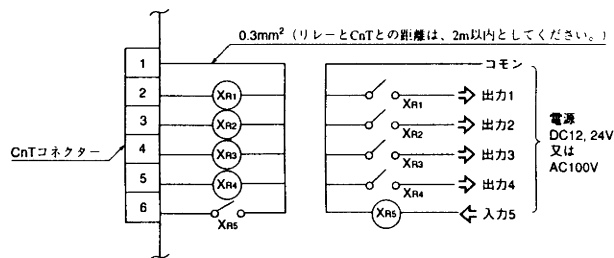 0.3mm² (リレーとCnTとの距離は、2m以内としてください。)
1
2
3
4
5
6
CnTコネクター
XR1
XR2
XR3
XR4
XR5
コモン
XR1
出力1
XR2
出力2
XR3
出力3
XR4
出力4
XR5
入力5
電源
DC12, 24V
又は
AC100V